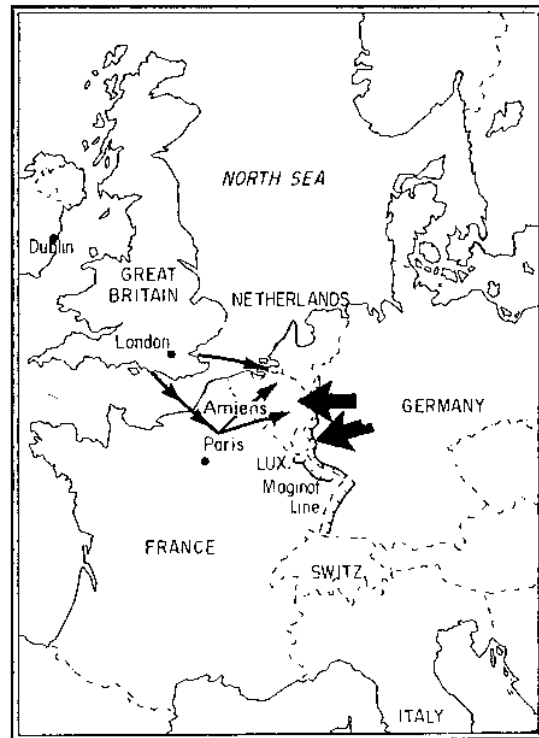 NORTH SEA
Dublin
GREAT
BRITAIN
NETHERLANDS
London
Amiens
GERMANY
Paris
LUX.
Maginot
Line
FRANCE
SWITZ.
ITALY